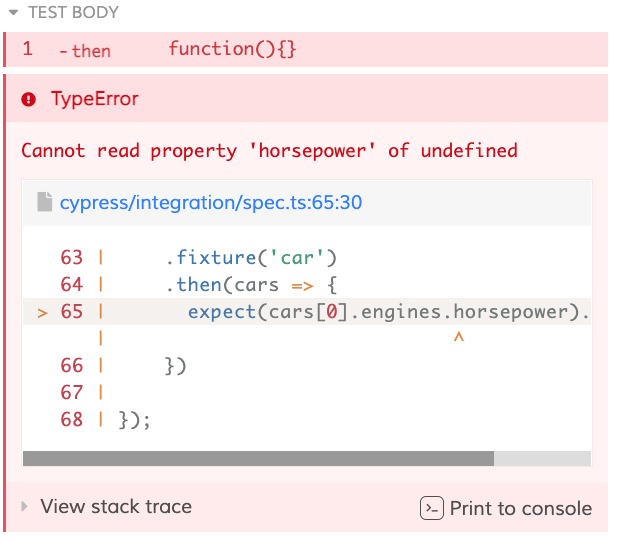 TEST BODY
1 -then function(){}
TypeError
Cannot read property 'horsepower' of undefined
cypress/integration/spec.ts:65:30
63 | .fixture('car')
64 | .then(cars => {
> 65 | expect(cars[0].engines.horsepower).
| ^
66 | })
67 |
68 | });
View stack trace
Print to console